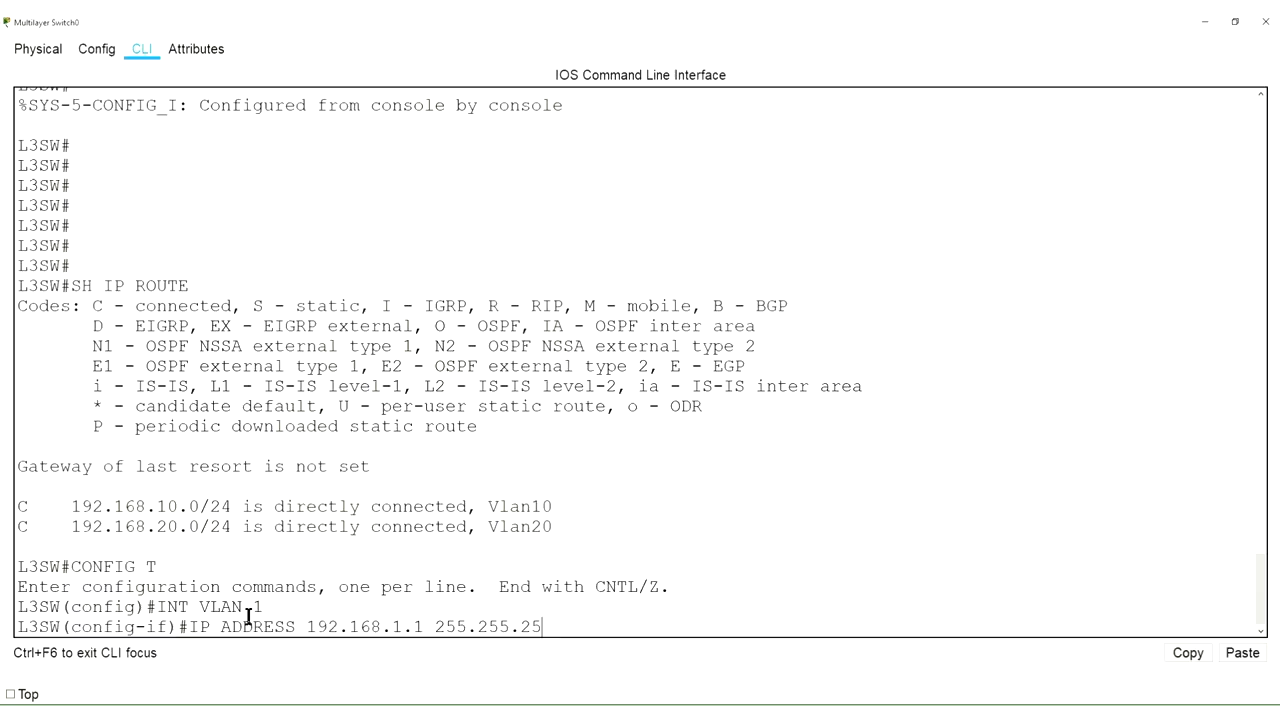 Multilayer Switch0
Physical Config CLI Attributes
IOS Command Line Interface
L3SW#
%SYS-5-CONFIG_I: Configured from console by console
L3SW#
L3SW#
L3SW#
L3SW#
L3SW#
L3SW#
L3SW#
L3SW#SH IP ROUTE
Codes: C - connected, S - static, I - IGRP, R - RIP, M - mobile, B - BGP
D - EIGRP, EX - EIGRP external, O - OSPF, IA - OSPF inter area
N1 - OSPF NSSA external type 1, N2 - OSPF NSSA external type 2
E1 - OSPF external type 1, E2 - OSPF external type 2, E - EGP
i - IS-IS, L1 - IS-IS level-1, L2 - IS-IS level-2, ia - IS-IS inter area
* - candidate default, U - per-user static route, o - ODR
P - periodic downloaded static route
Gateway of last resort is not set
C 192.168.10.0/24 is directly connected, Vlan10
C 192.168.20.0/24 is directly connected, Vlan20
L3SW#CONFIG T
Enter configuration commands, one per line. End with CNTL/Z.
L3SW(config)#INT VLAN 1
L3SW(config-if)#IP ADDRESS 192.168.1.1 255.255.25
Ctrl+F6 to exit CLI focus
Copy Paste
Top